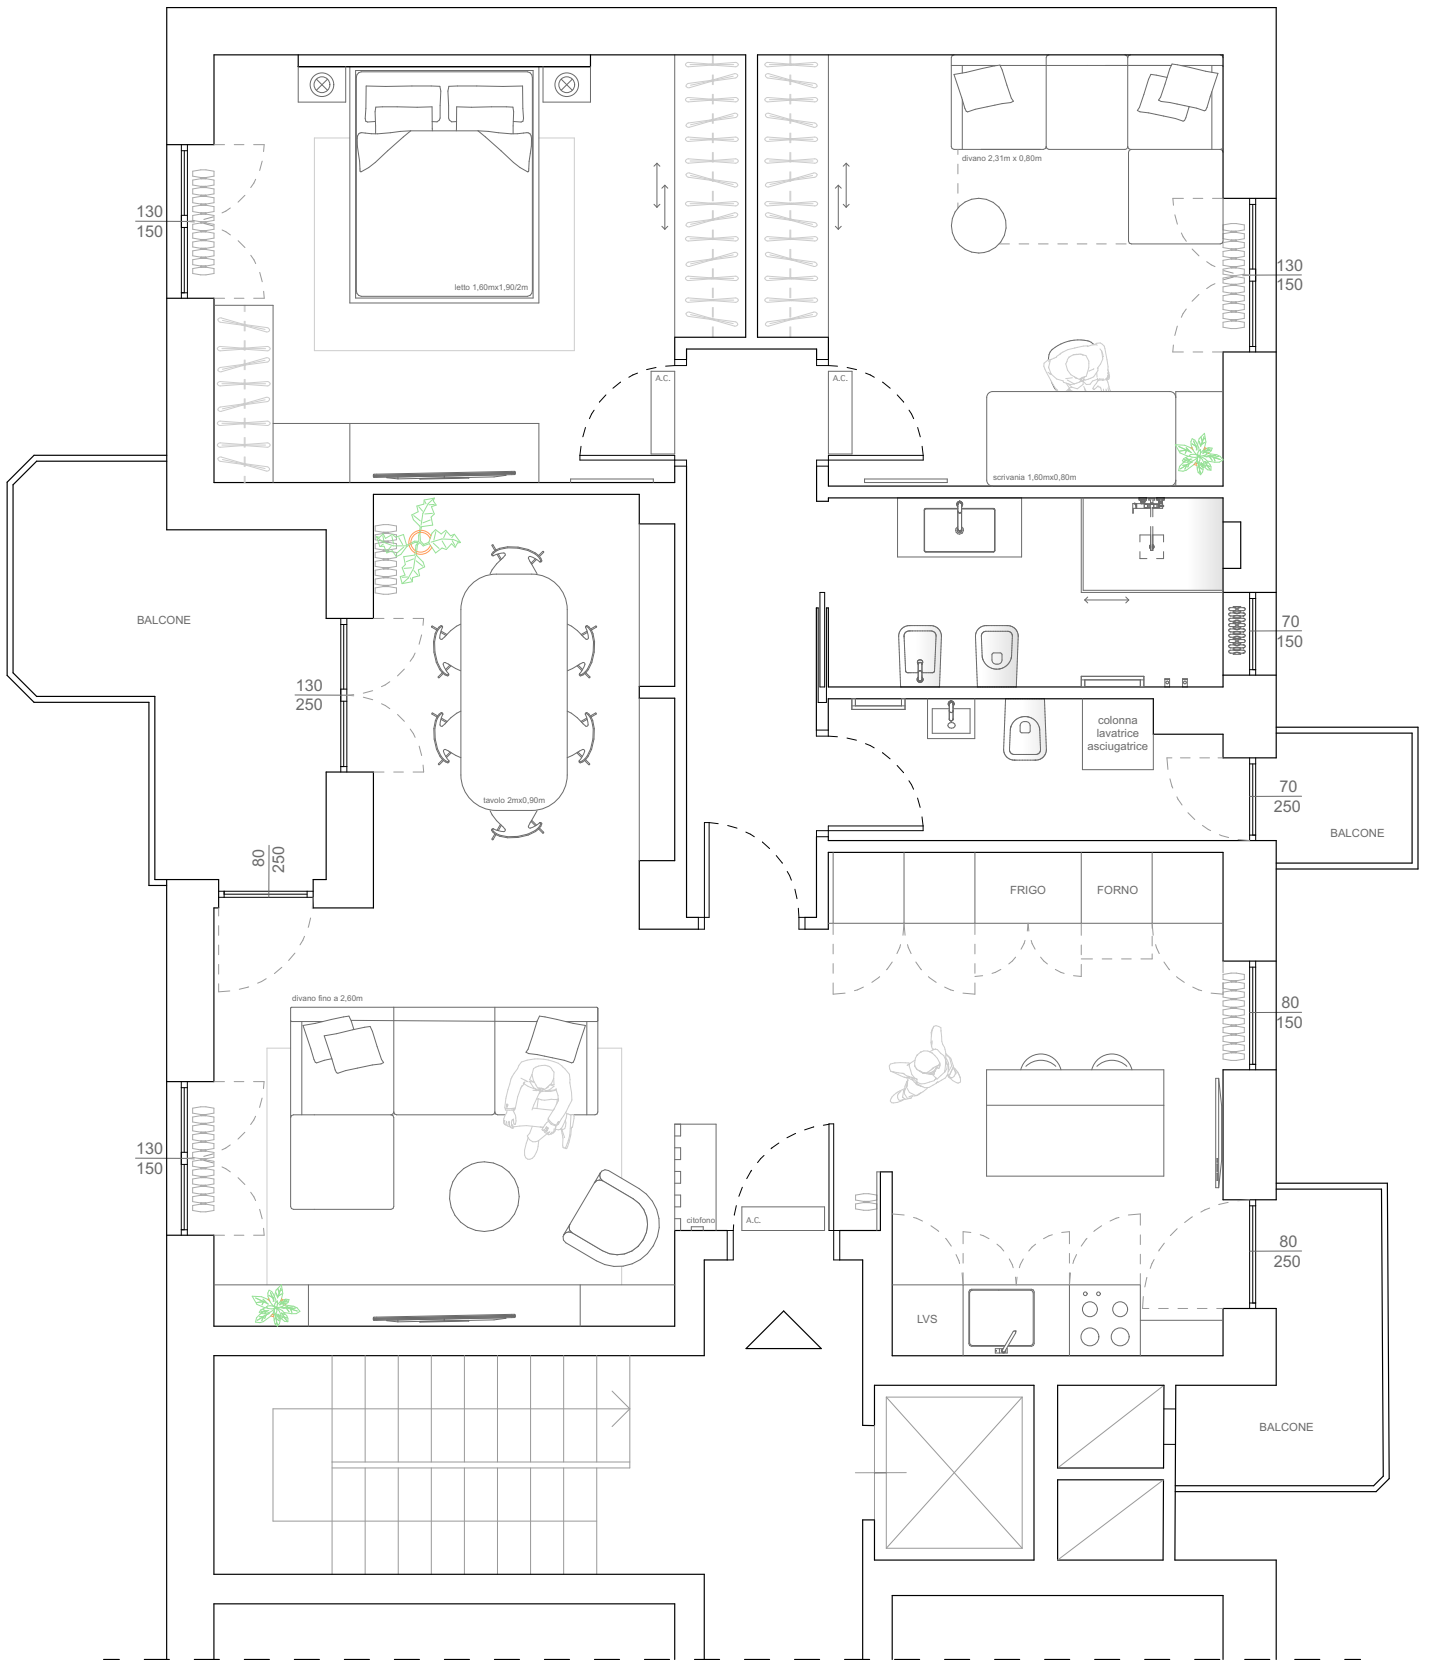 divano 2,31m x 0,80m
130
150
130
150
letto 1,60mx1,90/2m
A.C.
A.C.
scrivania 1,60mx0,80m
BALCONE
70
150
130
250
colonna
lavatrice
asciugatrice
70
250
tavolo 2mx0,90m
BALCONE
80
250
FRIGO
FORNO
divano fino a 2,60m
80
150
130
150
citofono
A.C.
80
250
LVS
BALCONE